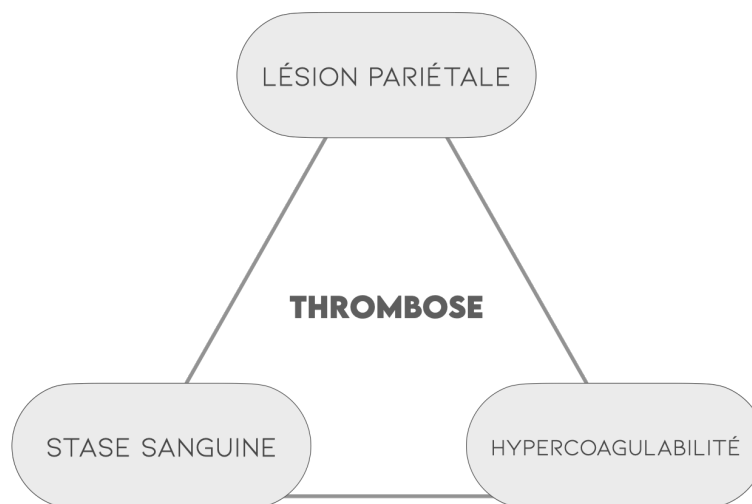 LÉSION PARIÉTALE
THROMBOSE
STASE SANGUINE
HYPERCOAGULABILITÉ